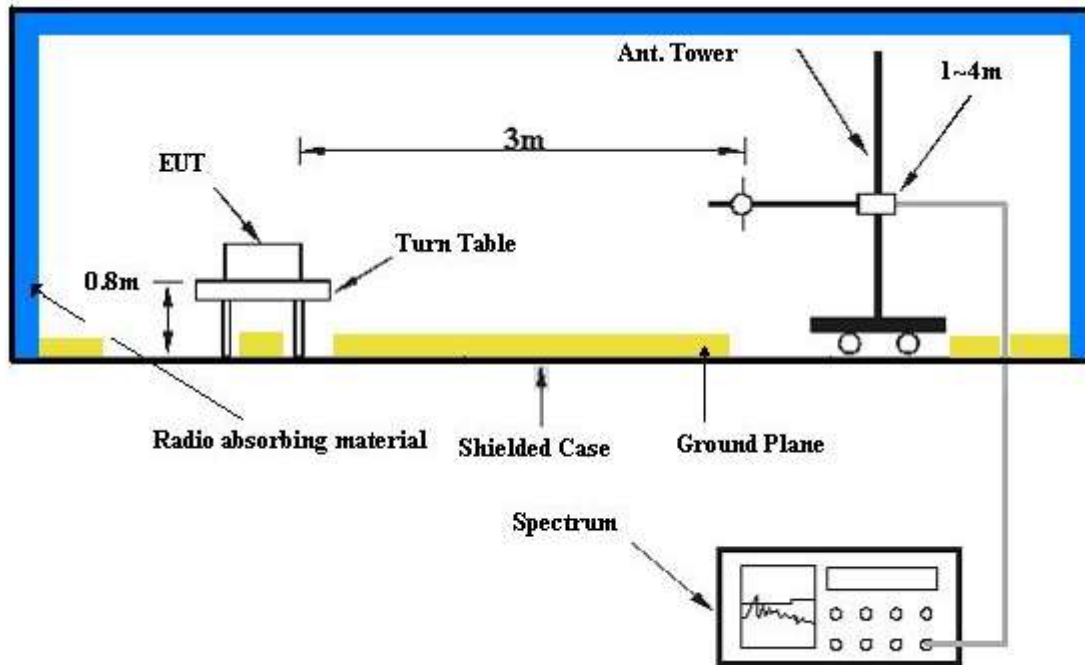 Ant. Tower
1~4m
3m
EUT
Turn Table
0.8m
Radio absorbing material
Shielded Case
Ground Plane
Spectrum